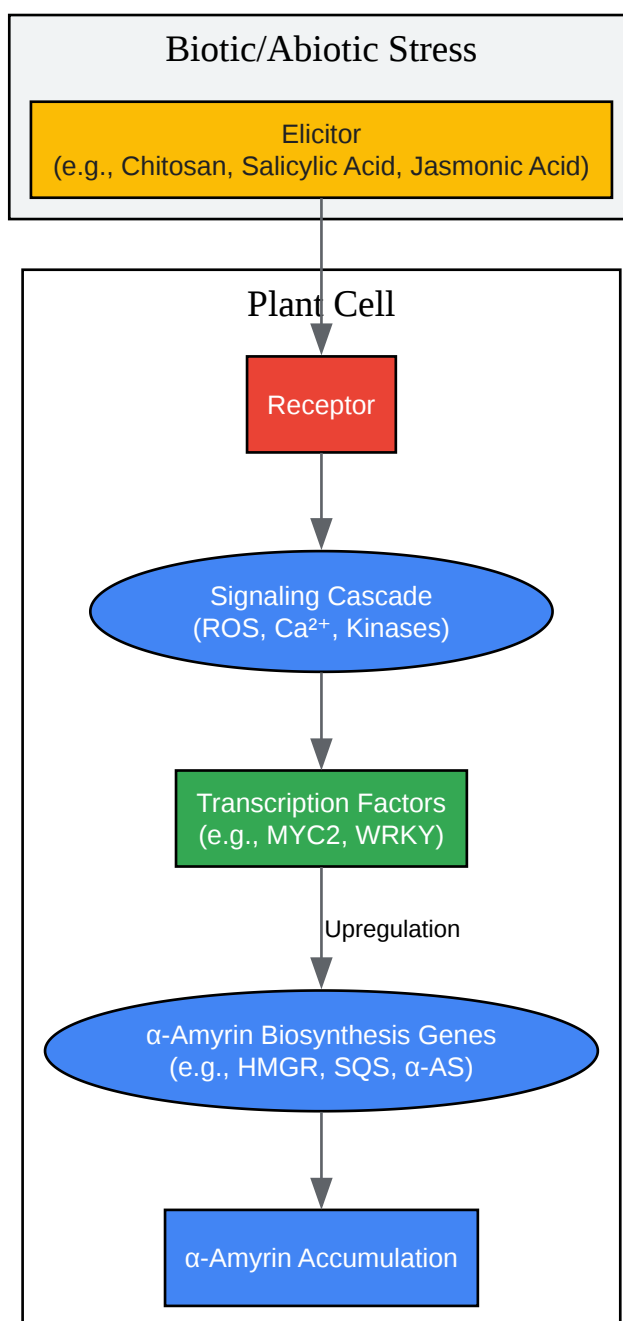 Biotic/Abiotic Stress
Elicitor
(e.g., Chitosan, Salicylic Acid, Jasmonic Acid)
Plant Cell
Receptor
Signaling Cascade
(ROS, Ca²⁺, Kinases)
Transcription Factors
(e.g., MYC2, WRKY)
Upregulation
α-Amyrin Biosynthesis Genes
(e.g., HMGR, SQS, α-AS)
α-Amyrin Accumulation